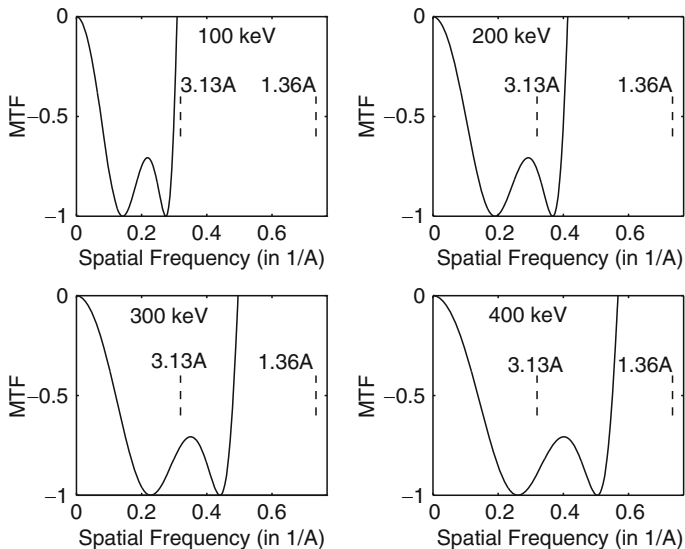 0
100 keV
3.13A 1.36A
MTF
−0.5
−1
0 0.2 0.4 0.6
Spatial Frequency (in 1/A)
0
200 keV
3.13A 1.36A
MTF
−0.5
−1
0 0.2 0.4 0.6
Spatial Frequency (in 1/A)
0
300 keV
3.13A 1.36A
MTF
−0.5
−1
0 0.2 0.4 0.6
Spatial Frequency (in 1/A)
0
400 keV
3.13A 1.36A
MTF
−0.5
−1
0 0.2 0.4 0.6
Spatial Frequency (in 1/A)